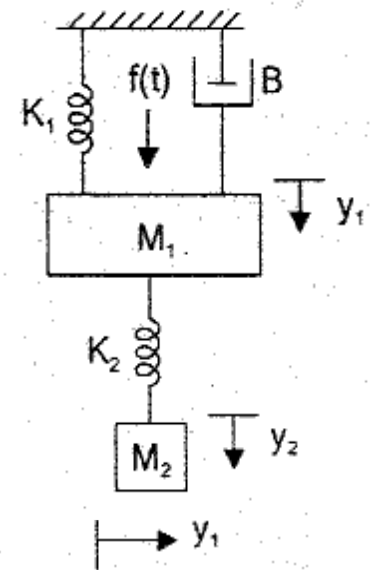 f(t) B
K₁
M₁ y₁
K₂
M₂ y₂
y₁